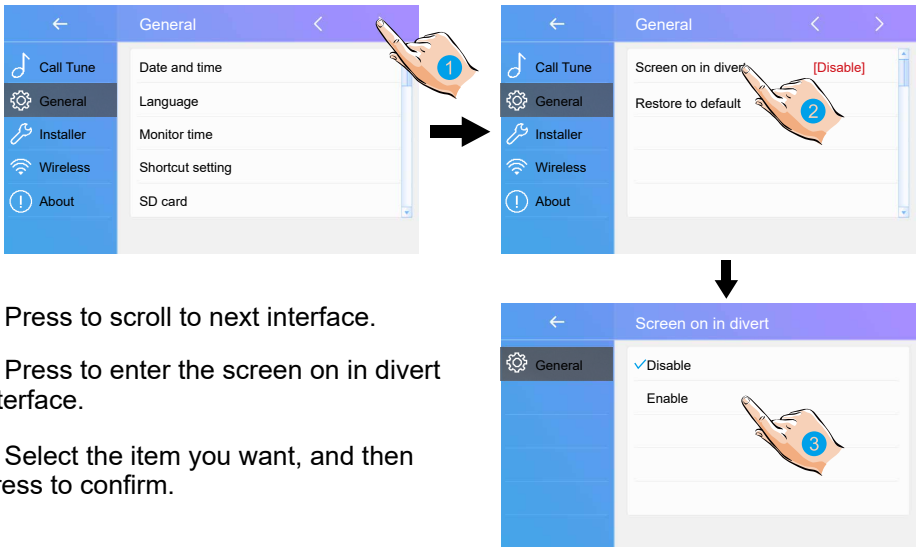 General
Call Tune
General
Installer
Wireless
About
Date and time
Language
Monitor time
Shortcut setting
SD card
1
General
Call Tune
General
Installer
Wireless
About
Screen on in diver [Disable]
Restore to default
2
Press to scroll to next interface.
Press to enter the screen on in divert
terface.
Select the item you want, and then
ress to confirm.
Screen on in divert
General
Disable
Enable
3